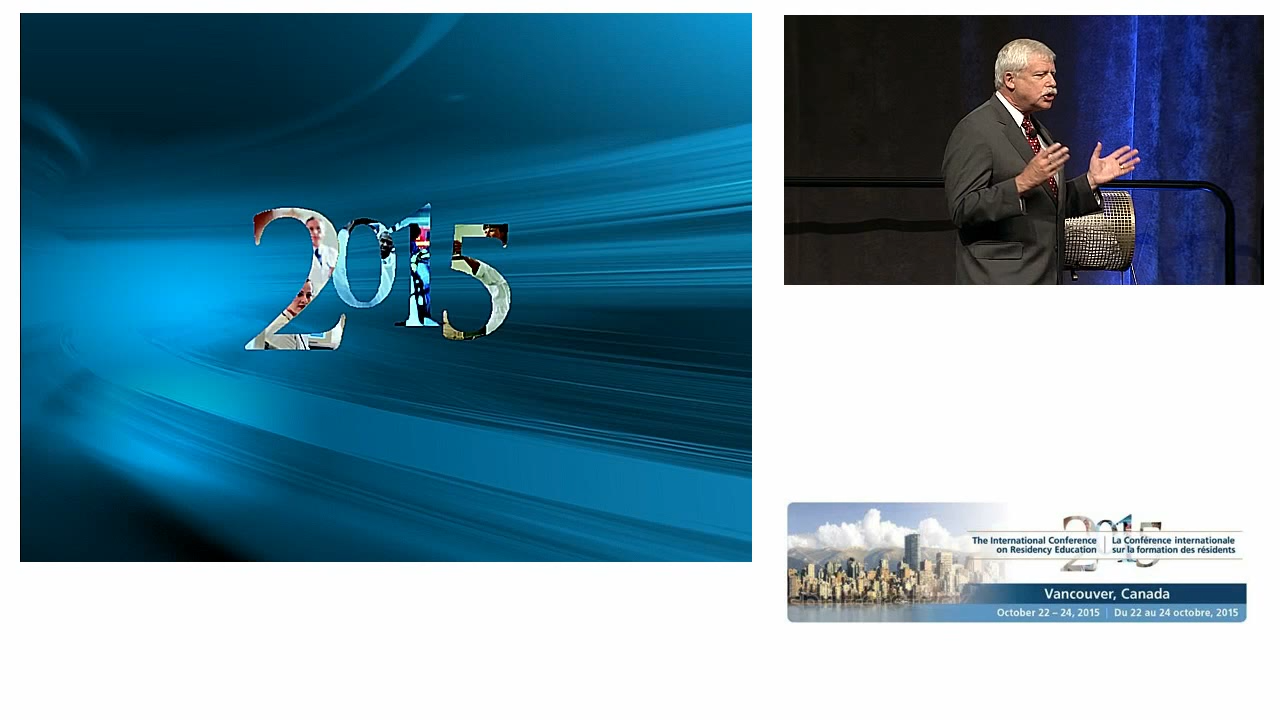 2015
2015
The International Conference
on Residency Education
La Conférence internationale
sur la formation des résidents
Vancouver, Canada
October 22 – 24, 2015 | Du 22 au 24 octobre, 2015